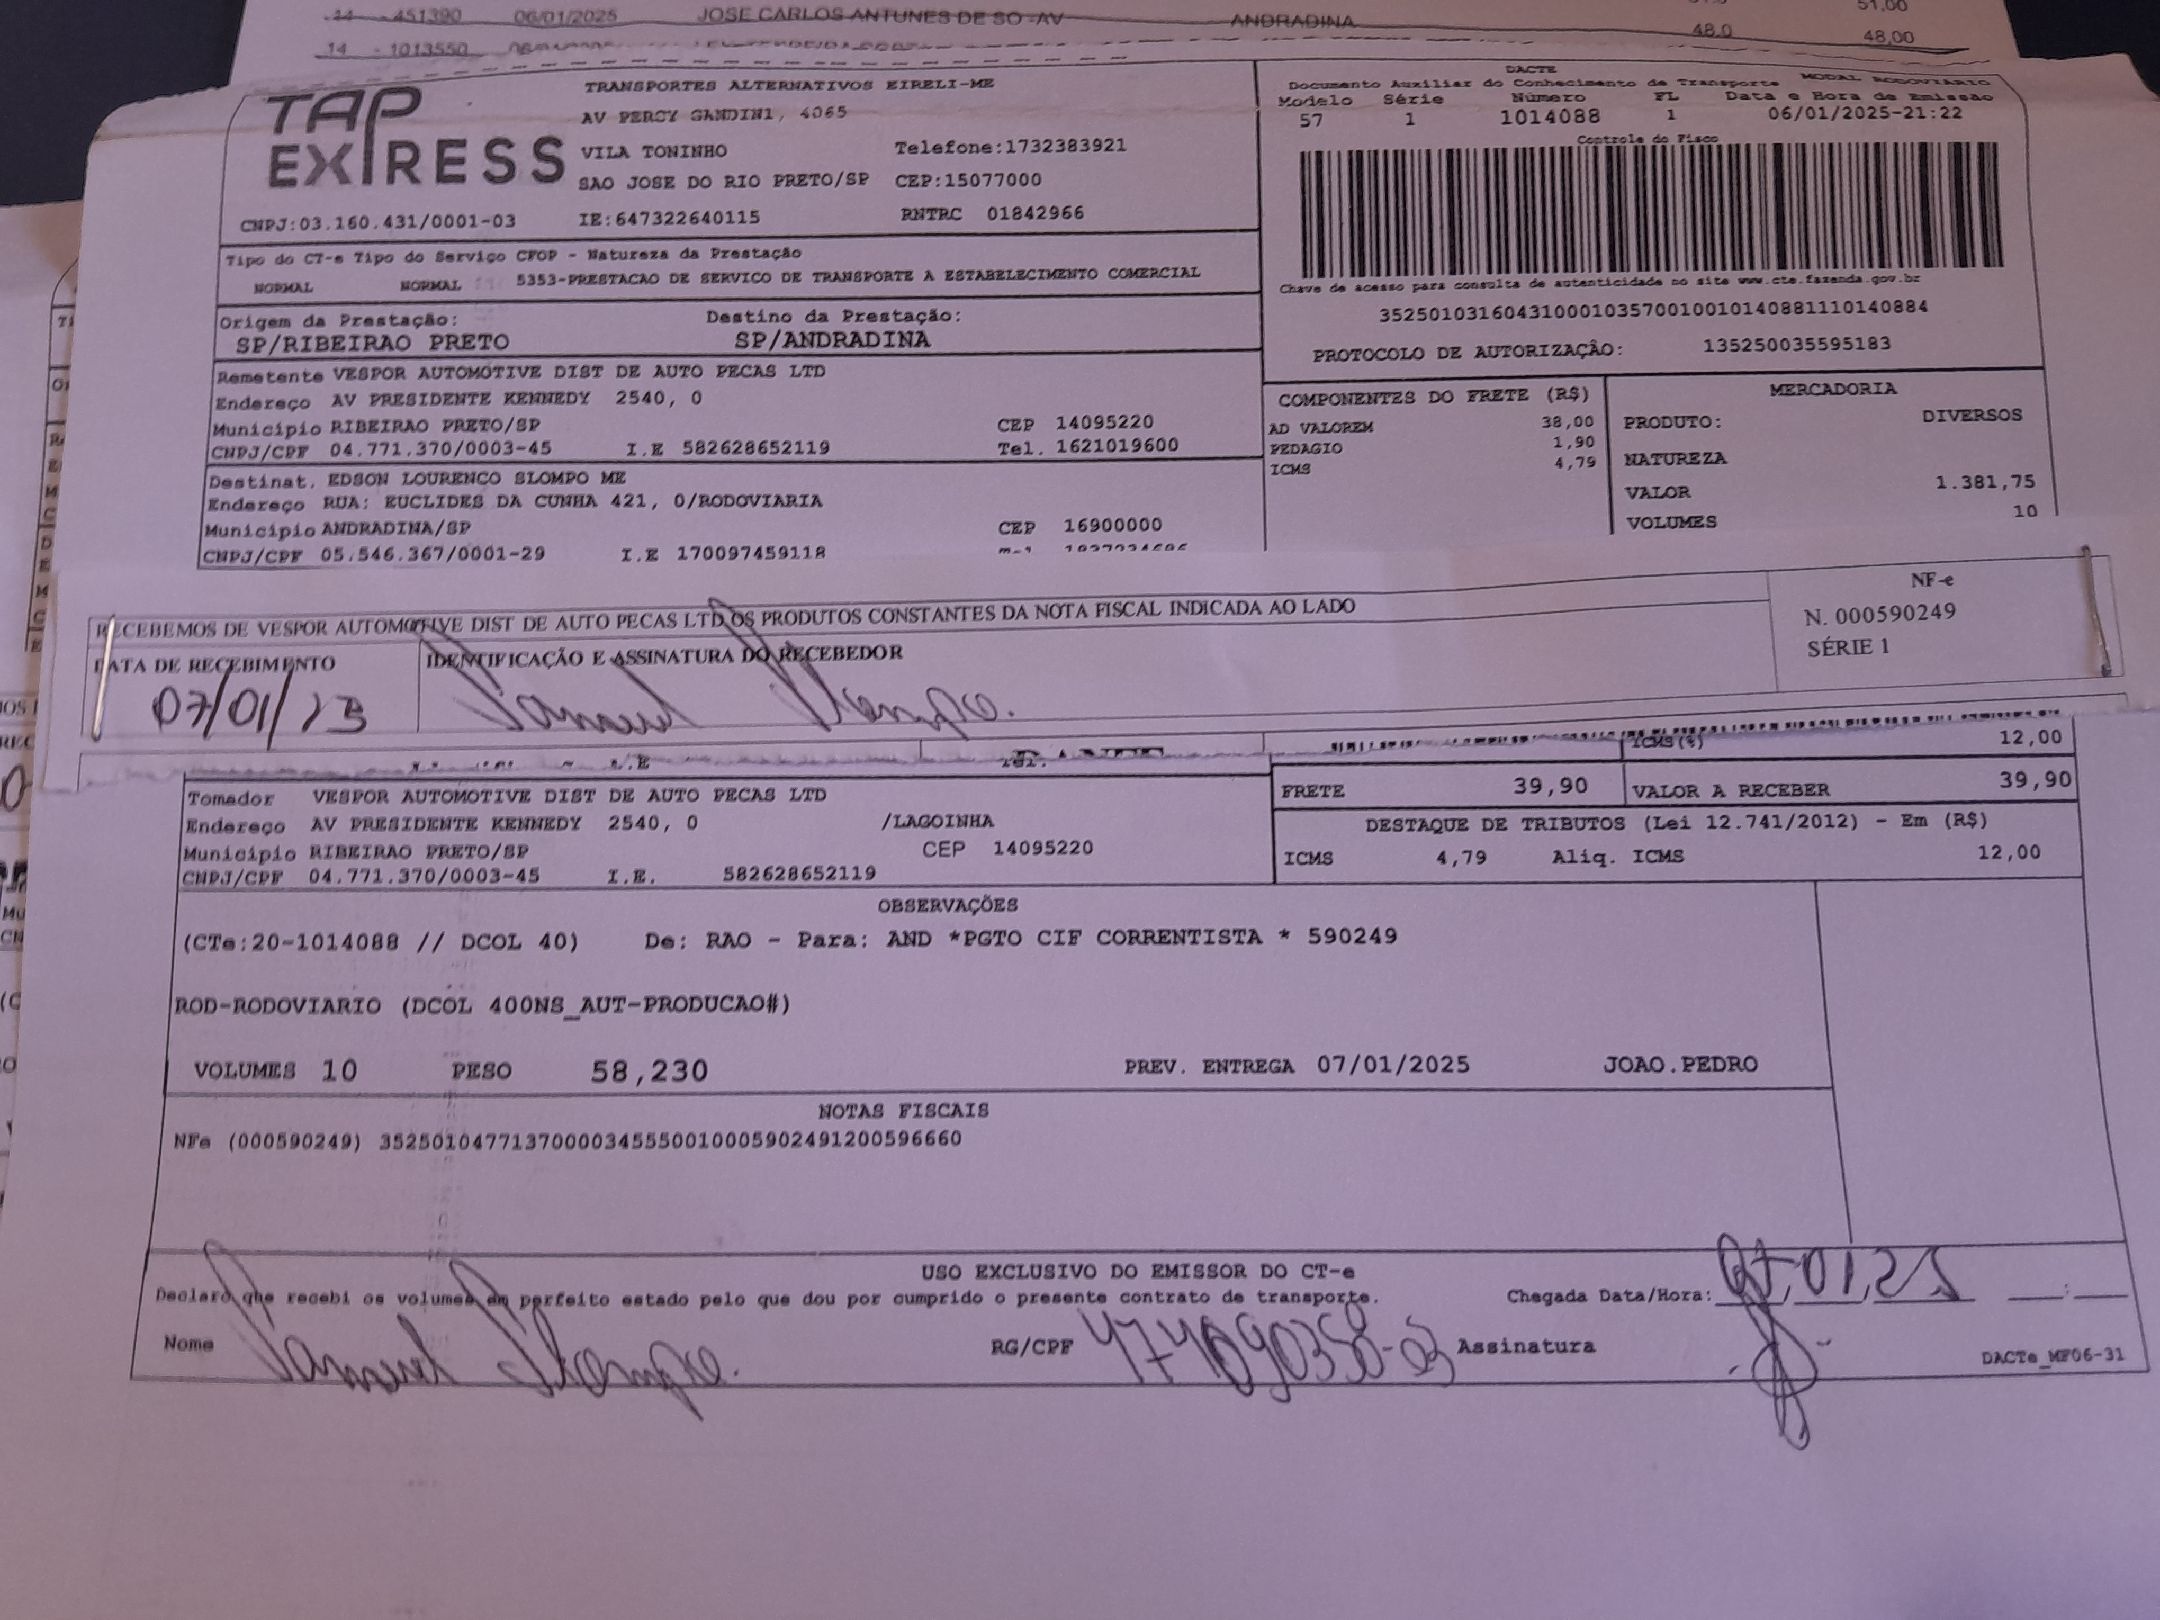 14 - 451390 06/01/2025 JOSE CARLOS ANTUNES DE SO -AV ANDRADINA 51,00
14 - 1013550 48,0 48,00
TAP EXPRESS
TRANSPORTES ALTERNATIVOS EIRELI-ME
AV PERCY GANDINI, 4065
VILA TONINHO Telefone:1732383921
SAO JOSE DO RIO PRETO/SP CEP:15077000
CNPJ:03.160.431/0001-03 IE:647322640115 RNTRC 01842966
DACTE MODAL RODOVIARIO
Documento Auxiliar do Conhecimento de Transporte
Modelo Série Número FL Data e Hora de Emissão
57 1 1014088 1 06/01/2025-21:22
Controle do Fisco
Chave de acesso para consulta de autenticidade no site www.cte.fazenda.gov.br
35250103160431000103570010010140881110140884
PROTOCOLO DE AUTORIZAÇÃO: 135250035595183
Tipo do CT-e Tipo do Serviço CFOP - Natureza da Prestação
NORMAL NORMAL 5353-PRESTACAO DE SERVICO DE TRANSPORTE A ESTABELECIMENTO COMERCIAL
Origem da Prestação: Destino da Prestação:
SP/RIBEIRAO PRETO SP/ANDRADINA
Remetente VESPOR AUTOMOTIVE DIST DE AUTO PECAS LTD
Endereço AV PRESIDENTE KENNEDY 2540, 0
Município RIBEIRAO PRETO/SP CEP 14095220
CNPJ/CPF 04.771.370/0003-45 I.E 582628652119 Tel. 1621019600
Destinat. EDSON LOURENCO SLOMPO ME
Endereço RUA: EUCLIDES DA CUNHA 421, 0/RODOVIARIA
Município ANDRADINA/SP CEP 16900000
CNPJ/CPF 05.546.367/0001-29 I.E 170097459118
COMPONENTES DO FRETE (R$)
AD VALOREM 38,00
PEDAGIO 1,90
ICMS 4,79
MERCADORIA
PRODUTO: DIVERSOS
NATUREZA
VALOR 1.381,75
VOLUMES 10
RECEBEMOS DE VESPOR AUTOMOTIVE DIST DE AUTO PECAS LTD OS PRODUTOS CONSTANTES DA NOTA FISCAL INDICADA AO LADO
DATA DE RECEBIMENTO IDENTIFICAÇÃO E ASSINATURA DO RECEBEDOR
07/01/25
NF-e
N. 000590249
SÉRIE 1
ICMS(%) 12,00
FRETE 39,90 VALOR A RECEBER 39,90
DESTAQUE DE TRIBUTOS (Lei 12.741/2012) - Em (R$)
ICMS 4,79 Aliq. ICMS 12,00
Tomador VESPOR AUTOMOTIVE DIST DE AUTO PECAS LTD
Endereço AV PRESIDENTE KENNEDY 2540, 0 /LAGOINHA
Município RIBEIRAO PRETO/SP CEP 14095220
CNPJ/CPF 04.771.370/0003-45 I.E. 582628652119
OBSERVAÇÕES
(CTe:20-1014088 // DCOL 40) De: RAO - Para: AND *PGTO CIF CORRENTISTA * 590249
ROD-RODOVIARIO (DCOL 400NS_AUT-PRODUCAO#)
VOLUMES 10 PESO 58,230 PREV. ENTREGA 07/01/2025 JOAO.PEDRO
NOTAS FISCAIS
NFe (000590249) 35250104771370000345550010005902491200596660
USO EXCLUSIVO DO EMISSOR DO CT-e
Declaro que recebi os volumes em perfeito estado pelo que dou por cumprido o presente contrato de transporte. Chegada Data/Hora: 07,01,25
Nome RG/CPF Assinatura
DACTe_MF06-31